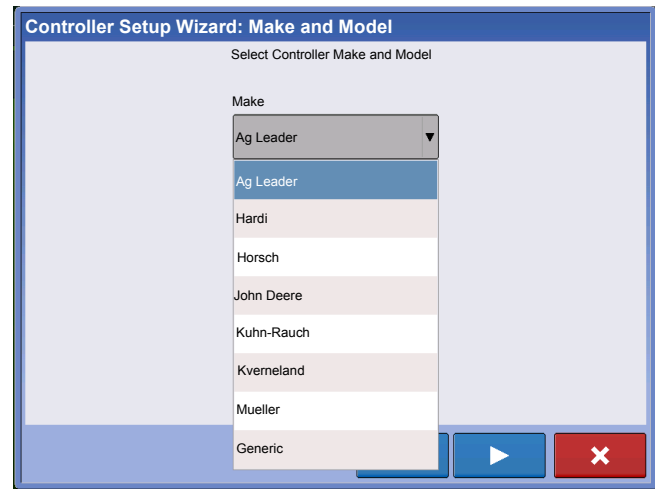 Controller Setup Wizard: Make and Model
Select Controller Make and Model
Make
Ag Leader
Ag Leader
Hardi
Horsch
John Deere
Kuhn-Rauch
Kverneland
Mueller
Generic